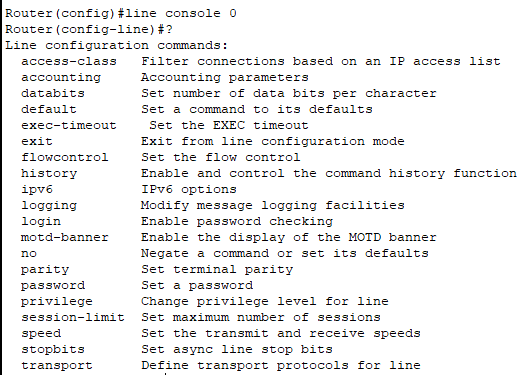 Router(config)#line console 0
Router(config-line)#?
Line configuration commands:
  access-class   Filter connections based on an IP access list
  accounting     Accounting parameters
  databits       Set number of data bits per character
  default        Set a command to its defaults
  exec-timeout    Set the EXEC timeout
  exit           Exit from line configuration mode
  flowcontrol    Set the flow control
  history        Enable and control the command history function
  ipv6           IPv6 options
  logging        Modify message logging facilities
  login          Enable password checking
  motd-banner    Enable the display of the MOTD banner
  no             Negate a command or set its defaults
  parity         Set terminal parity
  password       Set a password
  privilege      Change privilege level for line
  session-limit  Set maximum number of sessions
  speed          Set the transmit and receive speeds
  stopbits       Set async line stop bits
  transport      Define transport protocols for line